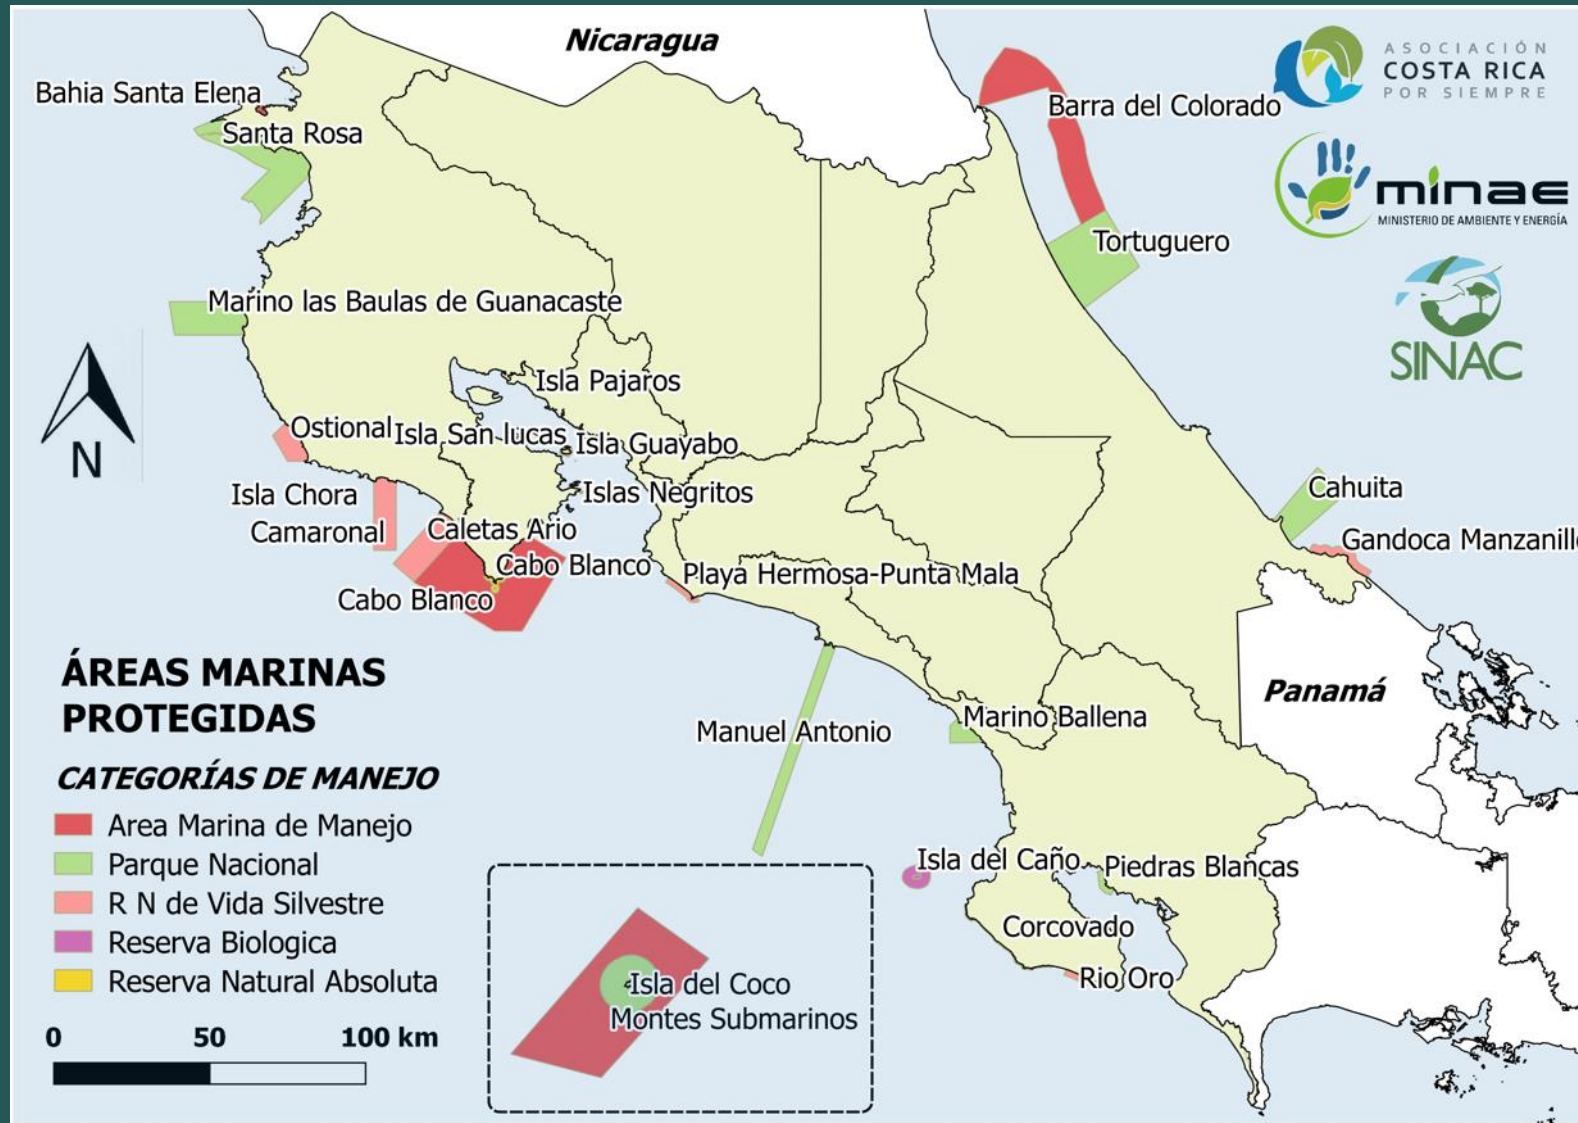 Nicaragua
ASOCIACIÓN
COSTA RICA
POR SIEMPRE
Bahia Santa Elena
Barra del Colorado
Santa Rosa
minae
MINISTERIO DE AMBIENTE Y ENERGÍA
Tortuguero
Marino las Baulas de Guanacaste
SINAC
Isla Pajaros
Ostional
Isla San lucas
Isla Guayabo
N
Isla Chora
Islas Negritos
Cahuita
Camaronal
Caletas Ario
Gandoca Manzanillo
Cabo Blanco
Playa Hermosa-Punta Mala
Cabo Blanco
ÁREAS MARINAS
PROTEGIDAS
Panamá
Manuel Antonio
Marino Ballena
CATEGORÍAS DE MANEJO
Area Marina de Manejo
Parque Nacional
R N de Vida Silvestre
Reserva Biologica
Reserva Natural Absoluta
Isla del Caño
Piedras Blancas
Corcovado
Rio Oro
Isla del Coco
Montes Submarinos
0 50 100 km